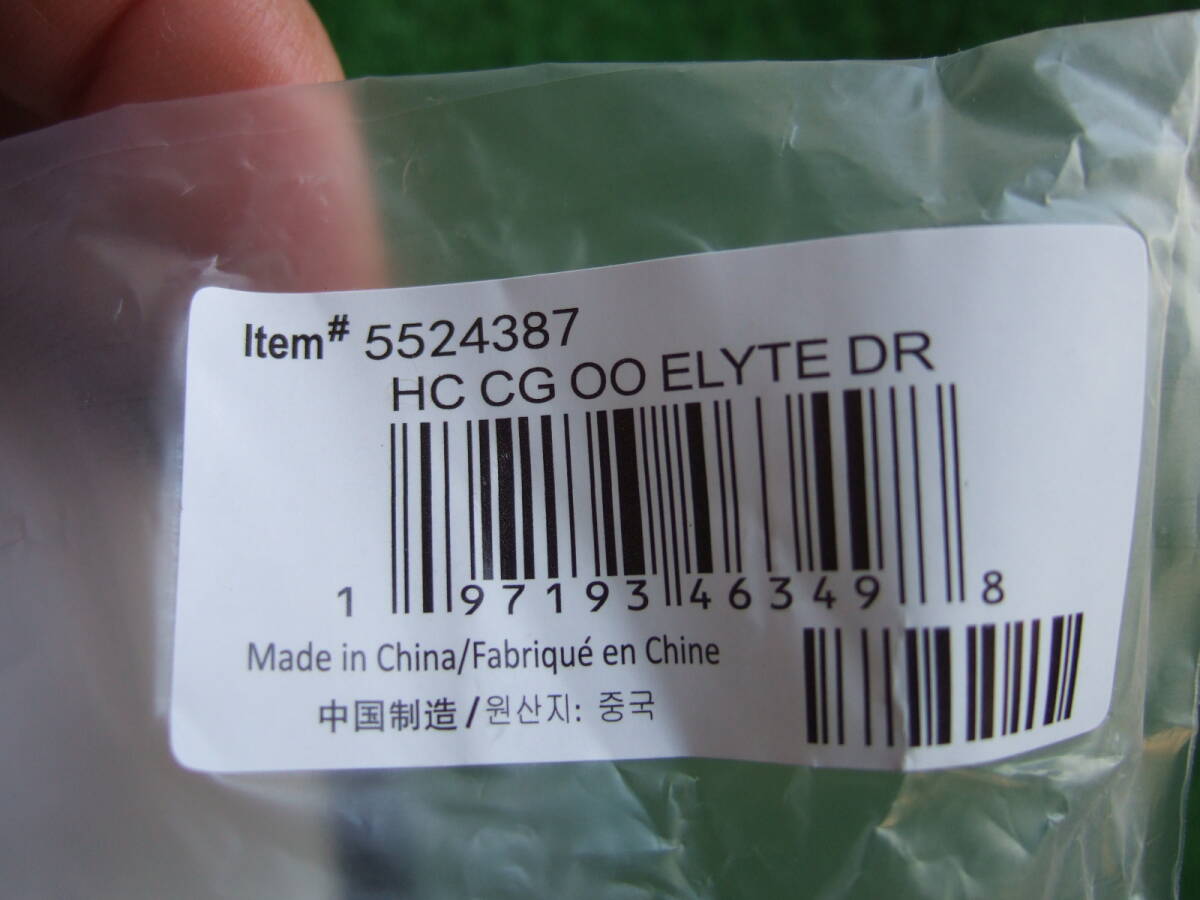 Item# 5524387
HC CG OO ELYTE DR
1 97193 46349 8
Made in China/Fabriqué en Chine
中国制造/원산지: 중국